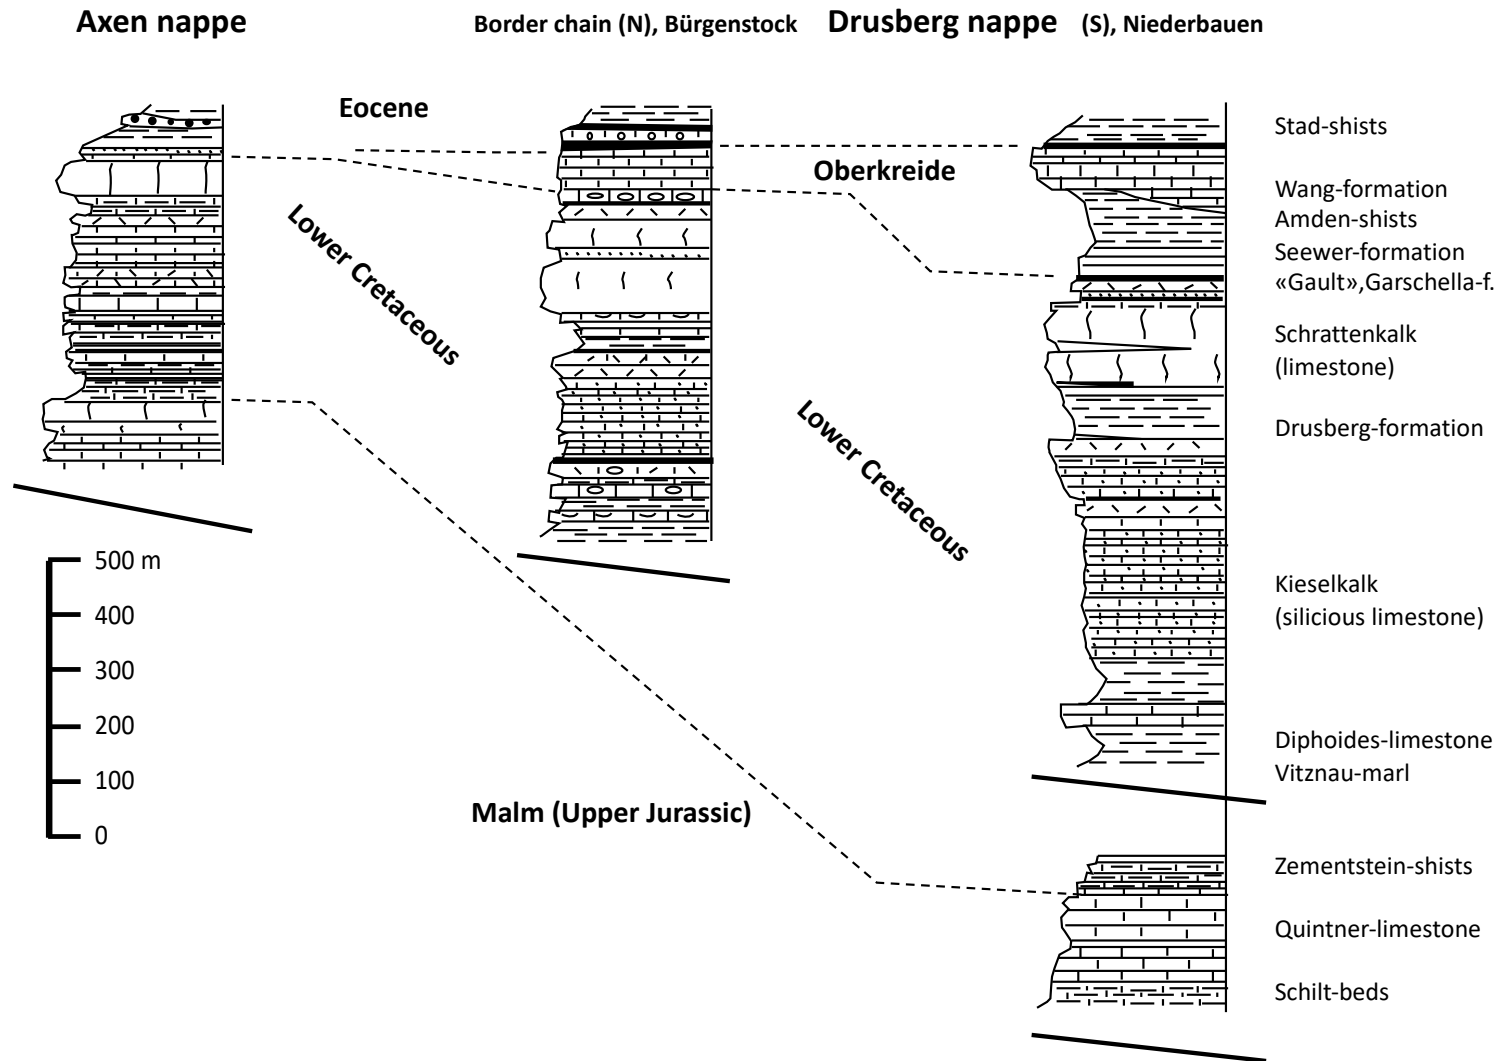 Axen nappe
Border chain (N), Bürgenstock
Drusberg nappe (S), Niederbauen
Eocene
Oberkreide
Lower Cretaceous
Lower Cretaceous
Malm (Upper Jurassic)
500 m
400
300
200
100
0
Stad-shists
Wang-formation
Amden-shists
Seewer-formation
«Gault»,Garschella-f.
Schrattenkalk
(limestone)
Drusberg-formation
Kieselkalk
(silicious limestone)
Diphoides-limestone
Vitznau-marl
Zementstein-shists
Quintner-limestone
Schilt-beds